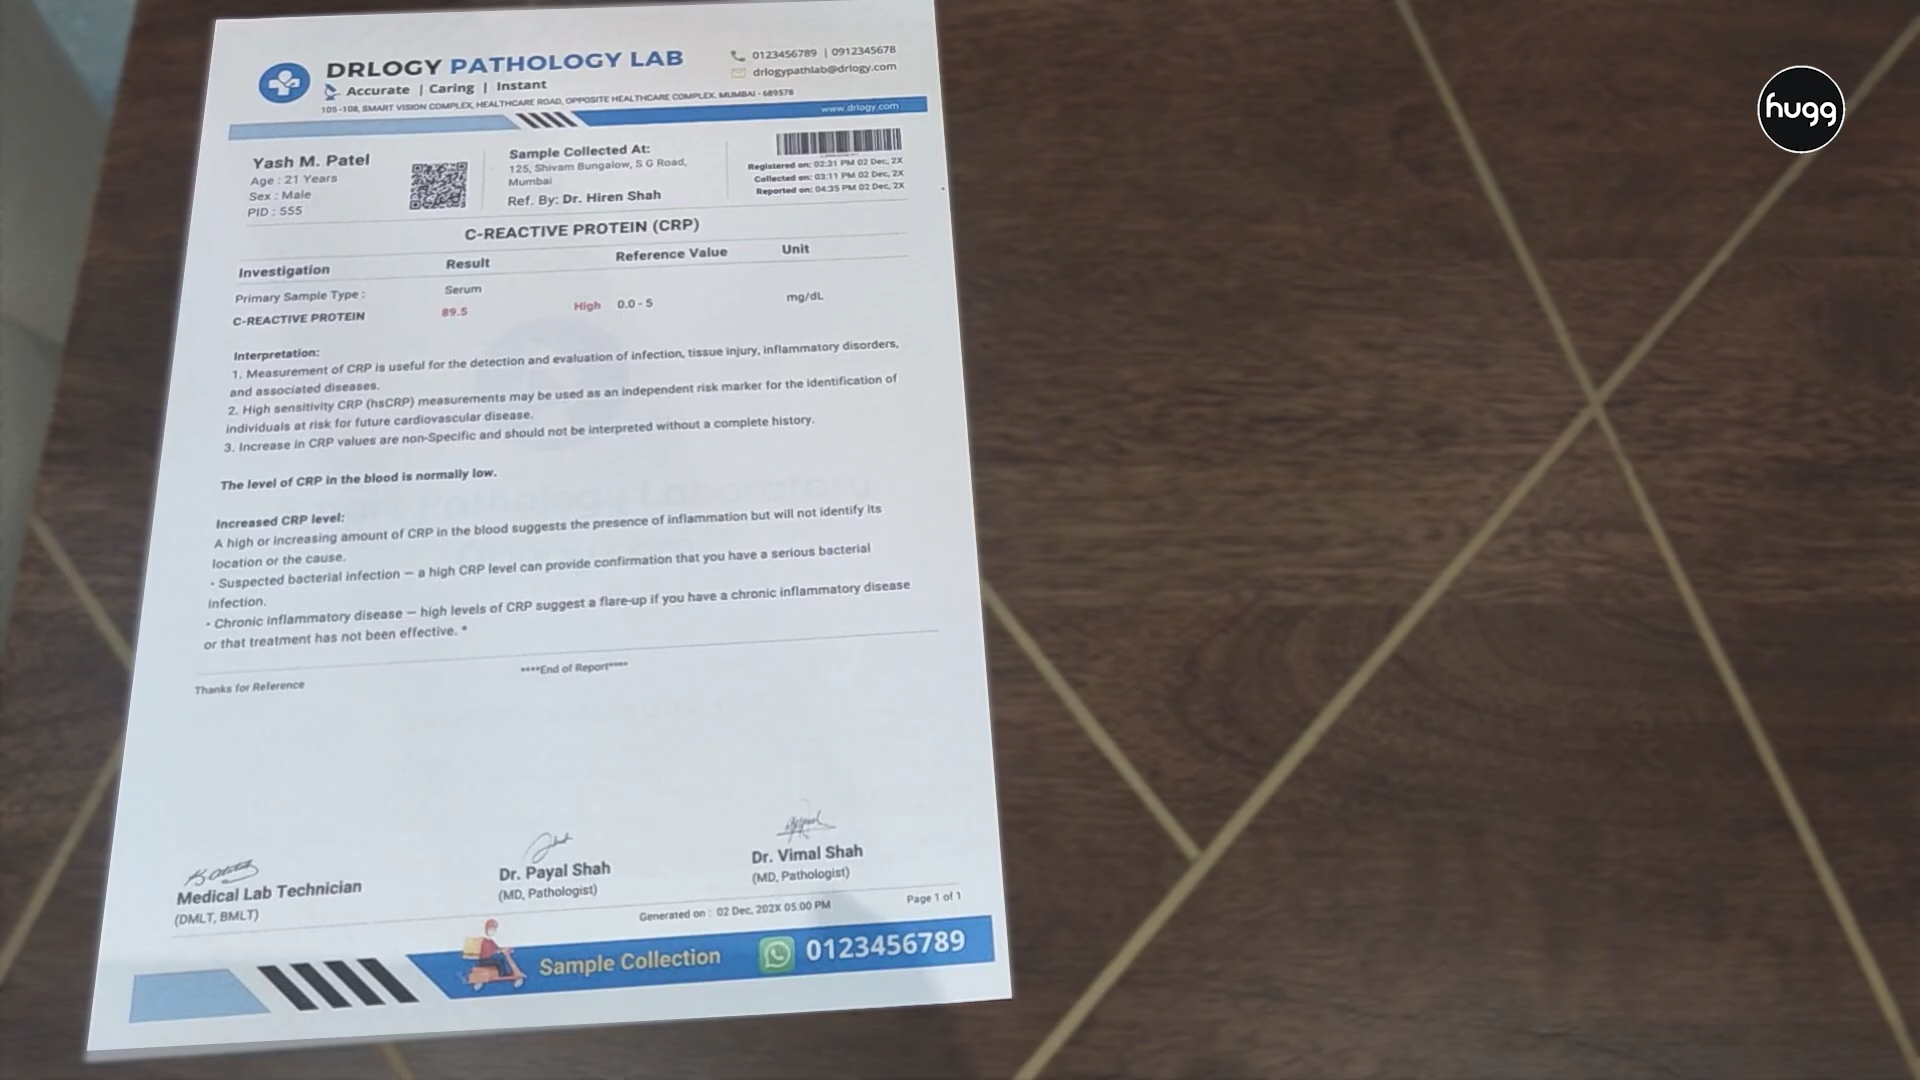 DRLOGY PATHOLOGY LAB
Accurate | Caring | Instant
105-108, SMART VISION COMPLEX, HEALTHCARE ROAD, OPPOSITE HEALTHCARE COMPLEX, MUMBAI - 689578
0123456789 | 0912345678
drlogypathlab@drlogy.com
www.drlogy.com
hugg
Yash M. Patel
Age : 21 Years
Sex : Male
PID : 555
Sample Collected At:
125, Shivam Bungalow, S G Road,
Mumbai
Ref. By: Dr. Hiren Shah
Registered on: 02:31 PM 02 Dec, 2X
Collected on: 03:11 PM 02 Dec, 2X
Reported on: 04:35 PM 02 Dec, 2X
C-REACTIVE PROTEIN (CRP)
Investigation Result Reference Value Unit
Primary Sample Type : Serum
C-REACTIVE PROTEIN 89.5 High 0.0 - 5 mg/dL
Interpretation:
1. Measurement of CRP is useful for the detection and evaluation of infection, tissue injury, inflammatory disorders,
and associated diseases.
2. High sensitivity CRP (hsCRP) measurements may be used as an independent risk marker for the identification of
individuals at risk for future cardiovascular disease.
3. Increase in CRP values are non-Specific and should not be interpreted without a complete history.
The level of CRP in the blood is normally low.
Increased CRP level:
A high or increasing amount of CRP in the blood suggests the presence of inflammation but will not identify its
location or the cause.
• Suspected bacterial infection — a high CRP level can provide confirmation that you have a serious bacterial
infection.
• Chronic inflammatory disease — high levels of CRP suggest a flare-up if you have a chronic inflammatory disease
or that treatment has not been effective. *
****End of Report****
Thanks for Reference
Medical Lab Technician
(DMLT, BMLT)
Dr. Payal Shah
(MD, Pathologist)
Dr. Vimal Shah
(MD, Pathologist)
Generated on : 02 Dec, 202X 05:00 PM
Page 1 of 1
Sample Collection
0123456789